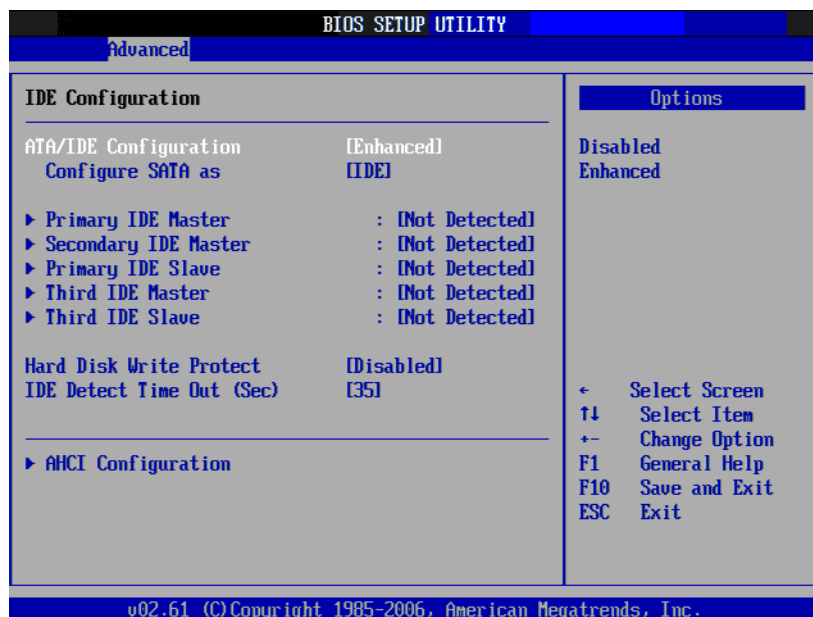 BIOS SETUP UTILITY
Advanced
IDE Configuration
ATA/IDE Configuration [Enhanced]
Configure SATA as [IDE]
▶ Primary IDE Master : [Not Detected]
▶ Secondary IDE Master : [Not Detected]
▶ Primary IDE Slave : [Not Detected]
▶ Third IDE Master : [Not Detected]
▶ Third IDE Slave : [Not Detected]
Hard Disk Write Protect [Disabled]
IDE Detect Time Out (Sec) [35]
▶ AHCI Configuration
Options
Disabled
Enhanced
← Select Screen
↑↓ Select Item
+- Change Option
F1 General Help
F10 Save and Exit
ESC Exit
v02.61 (C)Copyright 1985-2006, American Megatrends, Inc.